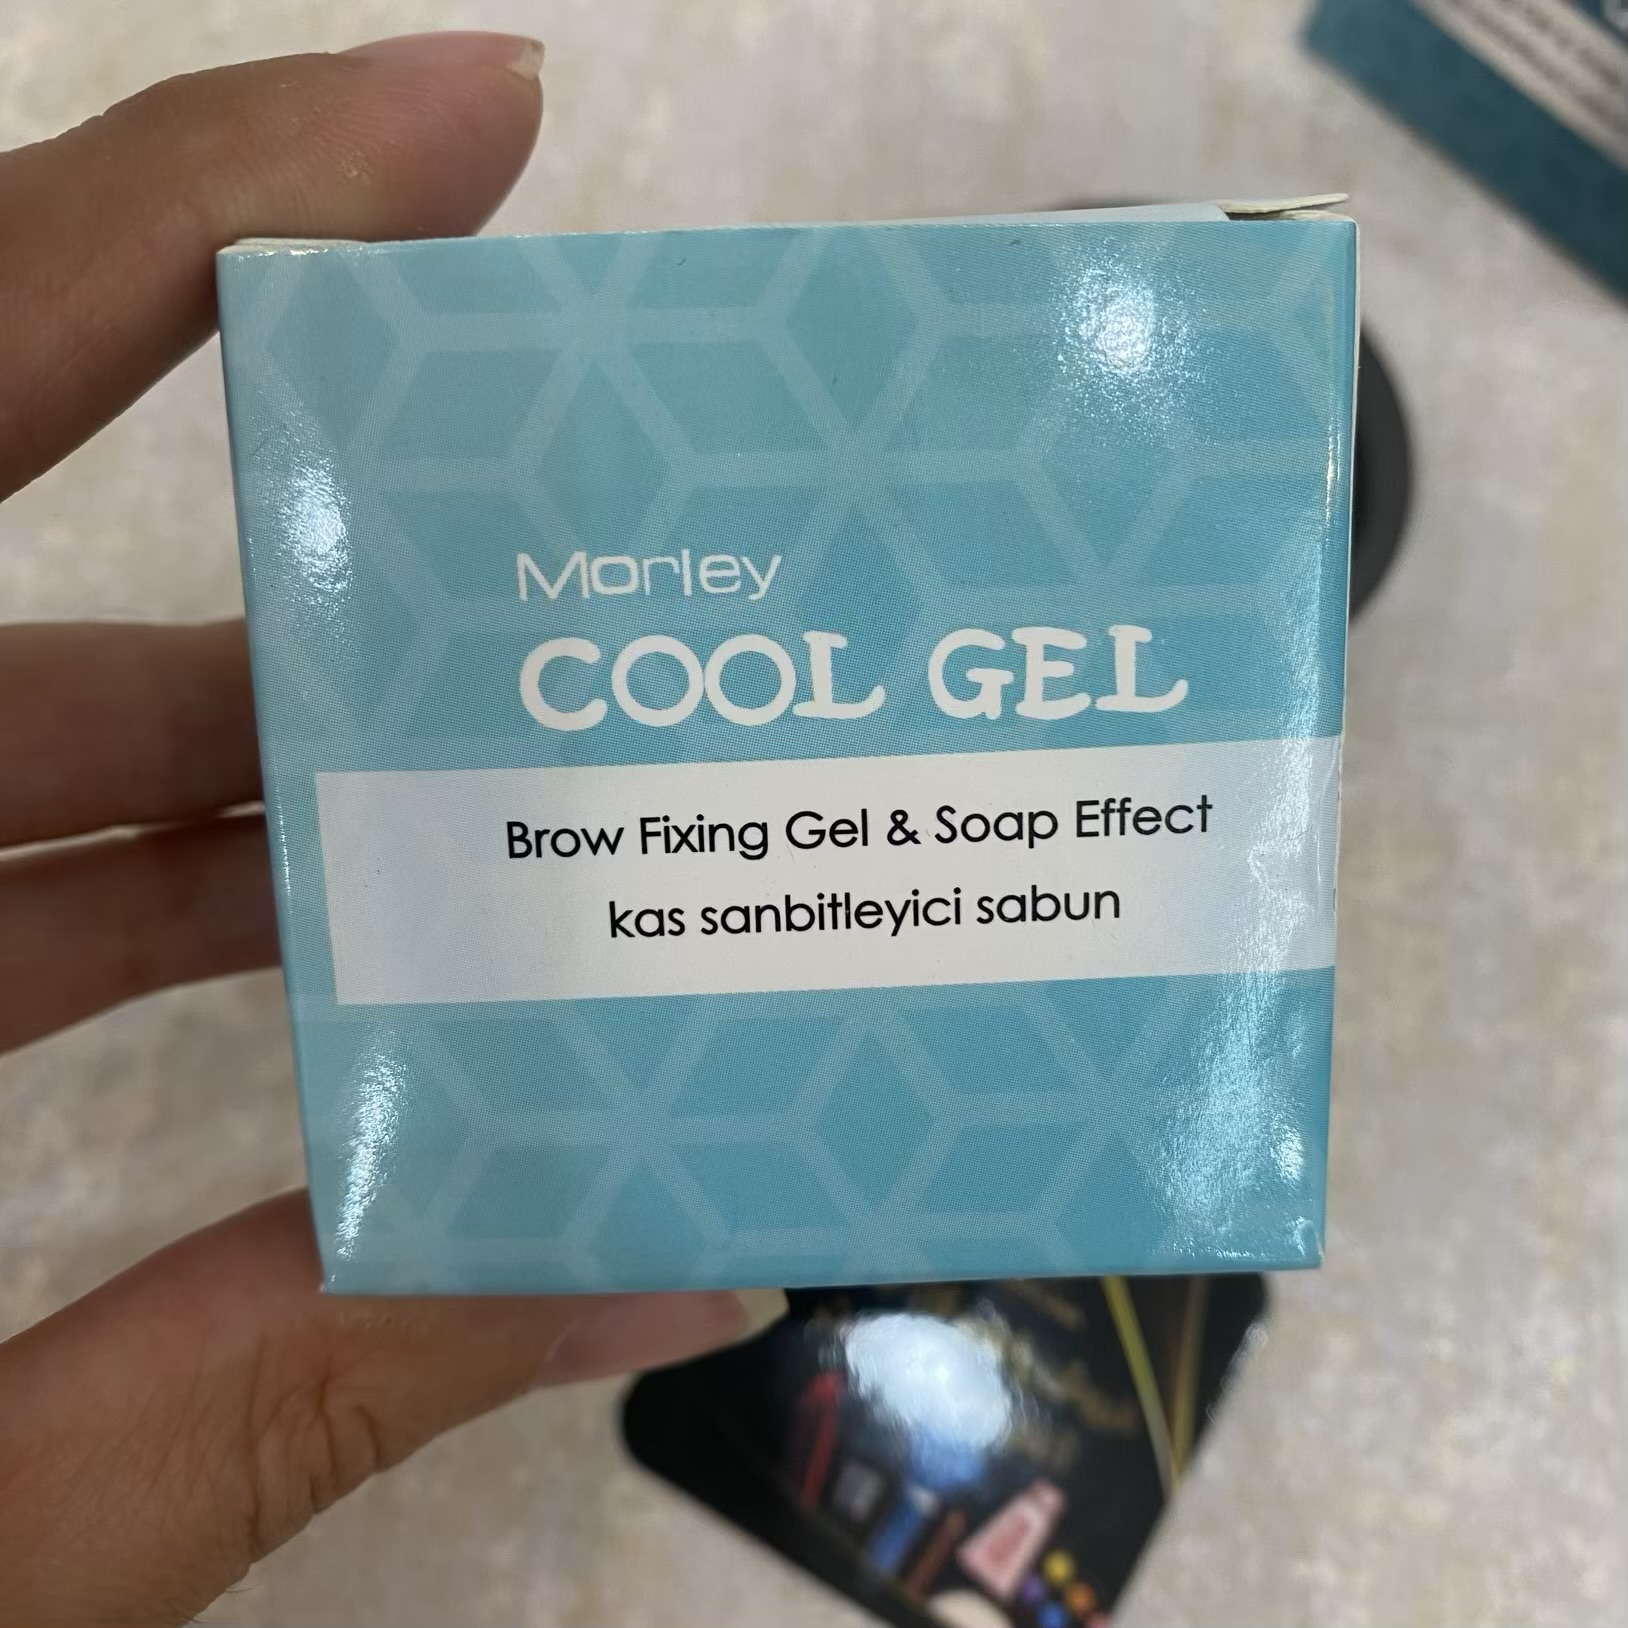 Morley
COOL GEL
Brow Fixing Gel & Soap Effect
kas sanbitleyici sabun